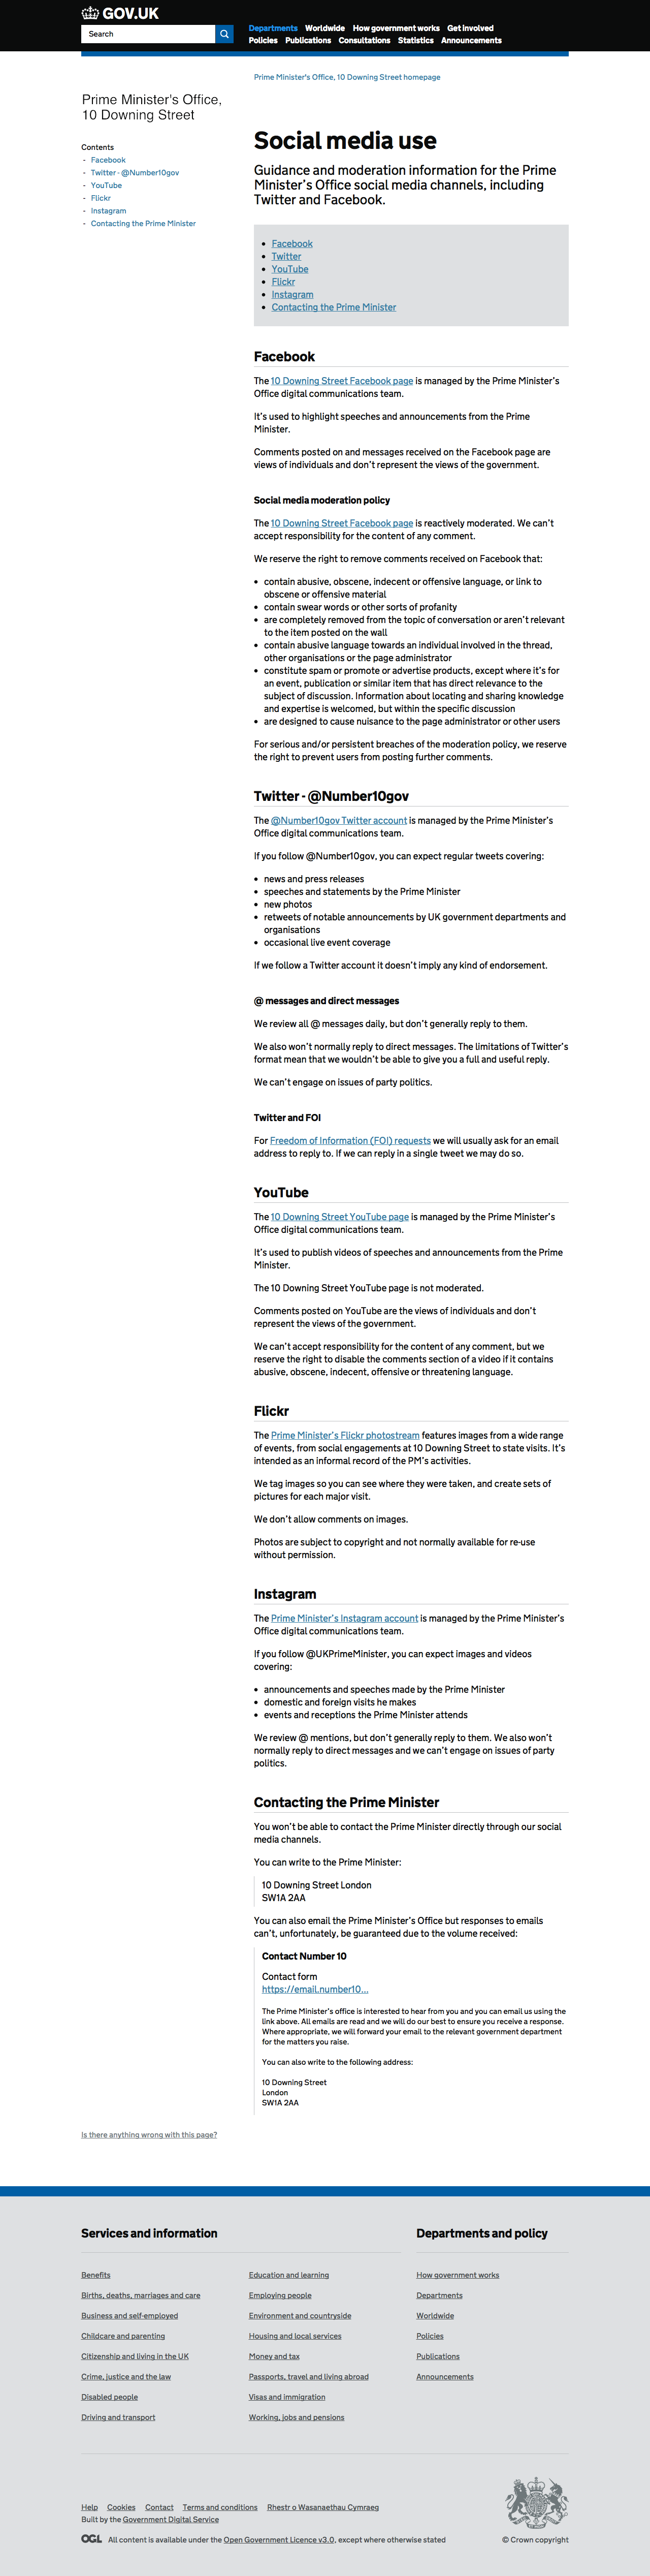 GOV.UK
Search
Departments Worldwide How government works Get involved
Policies Publications Consultations Statistics Announcements
Prime Minister's Office, 10 Downing Street homepage
Prime Minister's Office,
10 Downing Street
Contents
- Facebook
- Twitter - @Number10gov
- YouTube
- Flickr
- Instagram
- Contacting the Prime Minister
Social media use
Guidance and moderation information for the Prime
Minister's Office social media channels, including
Twitter and Facebook.
• Facebook
• Twitter
• YouTube
• Flickr
• Instagram
• Contacting the Prime Minister
Facebook
The 10 Downing Street Facebook page is managed by the Prime Minister's
Office digital communications team.
It's used to highlight speeches and announcements from the Prime
Minister.
Comments posted on and messages received on the Facebook page are
views of individuals and don't represent the views of the government.
Social media moderation policy
The 10 Downing Street Facebook page is reactively moderated. We can't
accept responsibility for the content of any comment.
We reserve the right to remove comments received on Facebook that:
• contain abusive, obscene, indecent or offensive language, or link to
obscene or offensive material
• contain swear words or other sorts of profanity
• are completely removed from the topic of conversation or aren't relevant
to the item posted on the wall
• contain abusive language towards an individual involved in the thread,
other organisations or the page administrator
• constitute spam or promote or advertise products, except where it's for
an event, publication or similar item that has direct relevance to the
subject of discussion. Information about locating and sharing knowledge
and expertise is welcomed, but within the specific discussion
• are designed to cause nuisance to the page administrator or other users
For serious and/or persistent breaches of the moderation policy, we reserve
the right to prevent users from posting further comments.
Twitter - @Number10gov
The @Number10gov Twitter account is managed by the Prime Minister's
Office digital communications team.
If you follow @Number10gov, you can expect regular tweets covering:
• news and press releases
• speeches and statements by the Prime Minister
• new photos
• retweets of notable announcements by UK government departments and
organisations
• occasional live event coverage
If we follow a Twitter account it doesn't imply any kind of endorsement.
@ messages and direct messages
We review all @ messages daily, but don't generally reply to them.
We also won't normally reply to direct messages. The limitations of Twitter's
format mean that we wouldn't be able to give you a full and useful reply.
We can't engage on issues of party politics.
Twitter and FOI
For Freedom of Information (FOI) requests we will usually ask for an email
address to reply to. If we can reply in a single tweet we may do so.
YouTube
The 10 Downing Street YouTube page is managed by the Prime Minister's
Office digital communications team.
It's used to publish videos of speeches and announcements from the Prime
Minister.
The 10 Downing Street YouTube page is not moderated.
Comments posted on YouTube are the views of individuals and don't
represent the views of the government.
We can't accept responsibility for the content of any comment, but we
reserve the right to disable the comments section of a video if it contains
abusive, obscene, indecent, offensive or threatening language.
Flickr
The Prime Minister's Flickr photostream features images from a wide range
of events, from social engagements at 10 Downing Street to state visits. It's
intended as an informal record of the PM's activities.
We tag images so you can see where they were taken, and create sets of
pictures for each major visit.
We don't allow comments on images.
Photos are subject to copyright and not normally available for re-use
without permission.
Instagram
The Prime Minister's Instagram account is managed by the Prime Minister's
Office digital communications team.
If you follow @UKPrimeMinister, you can expect images and videos
covering:
• announcements and speeches made by the Prime Minister
• domestic and foreign visits he makes
• events and receptions the Prime Minister attends
We review @ mentions, but don't generally reply to them. We also won't
normally reply to direct messages and we can't engage on issues of party
politics.
Contacting the Prime Minister
You won't be able to contact the Prime Minister directly through our social
media channels.
You can write to the Prime Minister:
10 Downing Street London
SW1A 2AA
You can also email the Prime Minister's Office but responses to emails
can't, unfortunately, be guaranteed due to the volume received:
Contact Number 10
Contact form
https://email.number10...
The Prime Minister's office is interested to hear from you and you can email us using the
link above. All emails are read and we will do our best to ensure you receive a response.
Where appropriate, we will forward your email to the relevant government department
for the matters you raise.
You can also write to the following address:
10 Downing Street
London
SW1A 2AA
Is there anything wrong with this page?
Services and information
Benefits
Births, deaths, marriages and care
Business and self-employed
Childcare and parenting
Citizenship and living in the UK
Crime, justice and the law
Disabled people
Driving and transport
Education and learning
Employing people
Environment and countryside
Housing and local services
Money and tax
Passports, travel and living abroad
Visas and immigration
Working, jobs and pensions
Departments and policy
How government works
Departments
Worldwide
Policies
Publications
Announcements
Help Cookies Contact Terms and conditions Rhestr o Wasanaethau Cymraeg
Built by the Government Digital Service
OGL All content is available under the Open Government Licence v3.0, except where otherwise stated
© Crown copyright